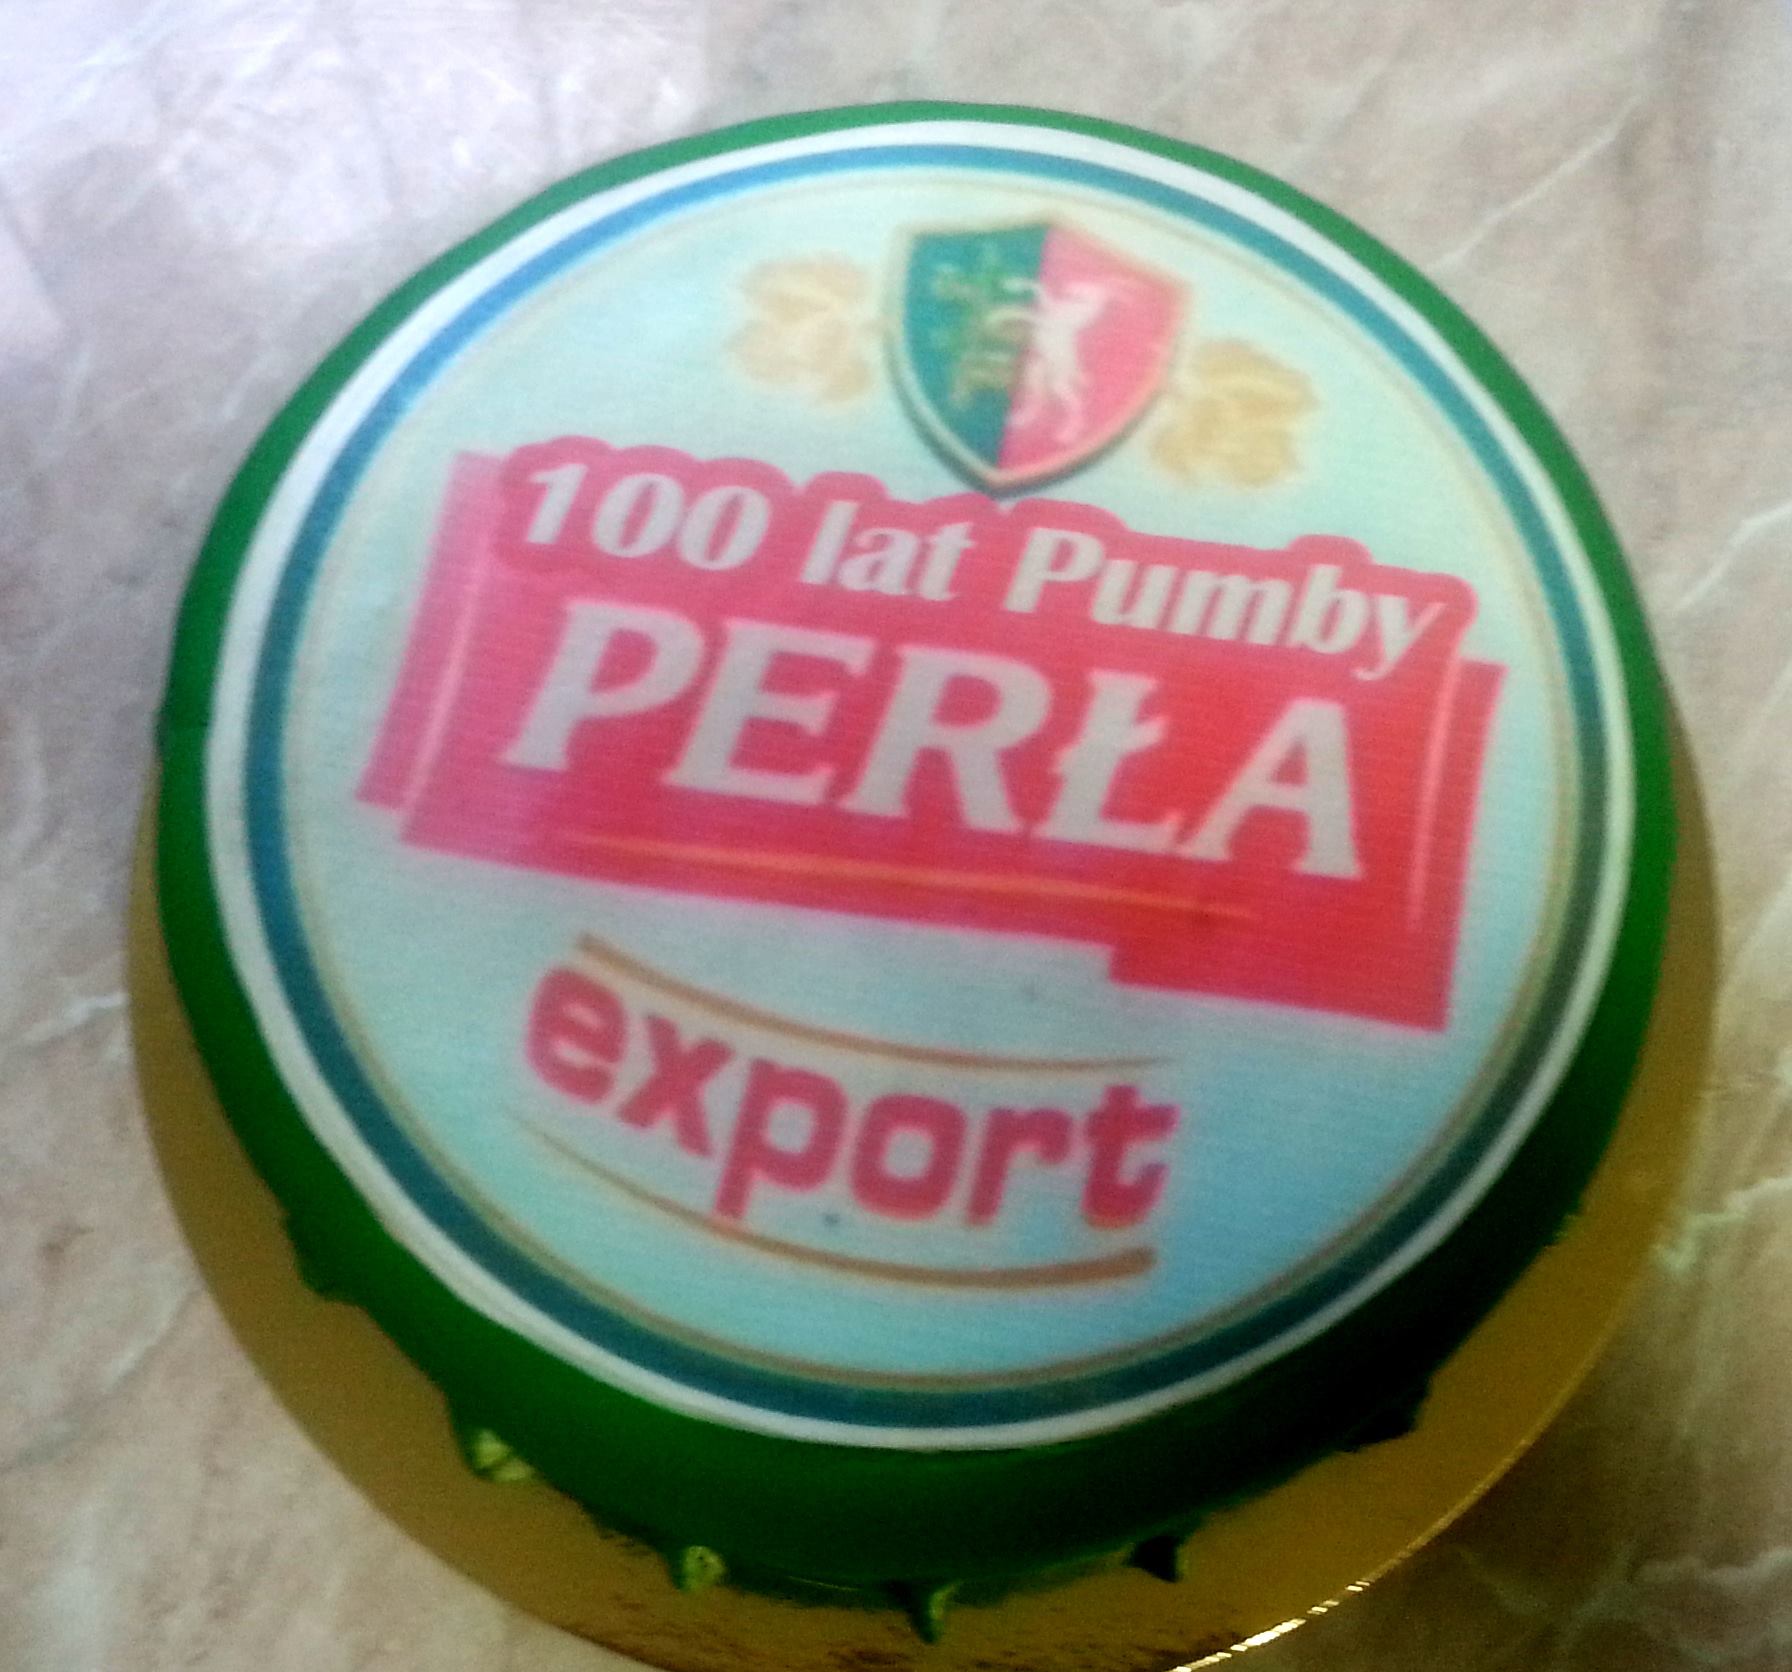 100 lat Pumby
PERŁA
export